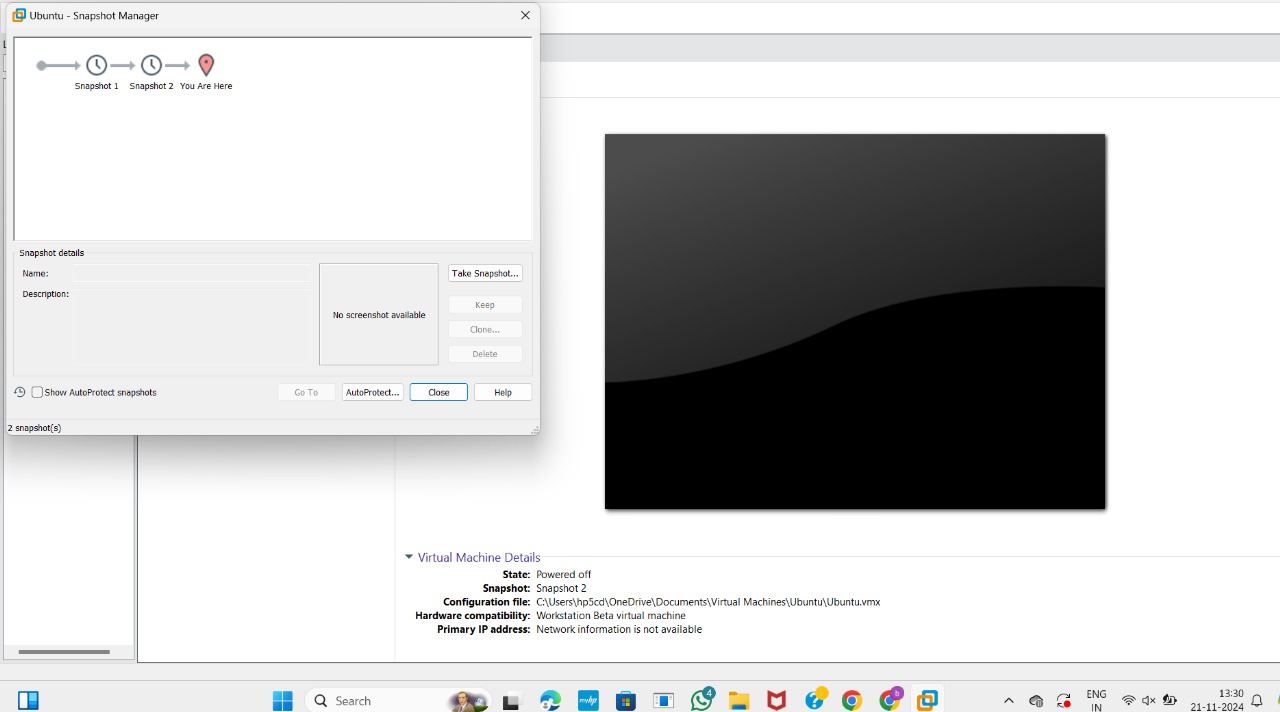 Ubuntu - Snapshot Manager
Snapshot 1
Snapshot 2
You Are Here
Snapshot details
Name:
Description:
No screenshot available
Take Snapshot...
Keep
Clone...
Delete
Show AutoProtect snapshots
Go To
AutoProtect...
Close
Help
2 snapshot(s)
Virtual Machine Details
State: Powered off
Snapshot: Snapshot 2
Configuration file: C:\Users\hp5cd\OneDrive\Documents\Virtual Machines\Ubuntu\Ubuntu.vmx
Hardware compatibility: Workstation Beta virtual machine
Primary IP address: Network information is not available
Search
myhp
4
b
ENG
IN
13:30
21-11-2024